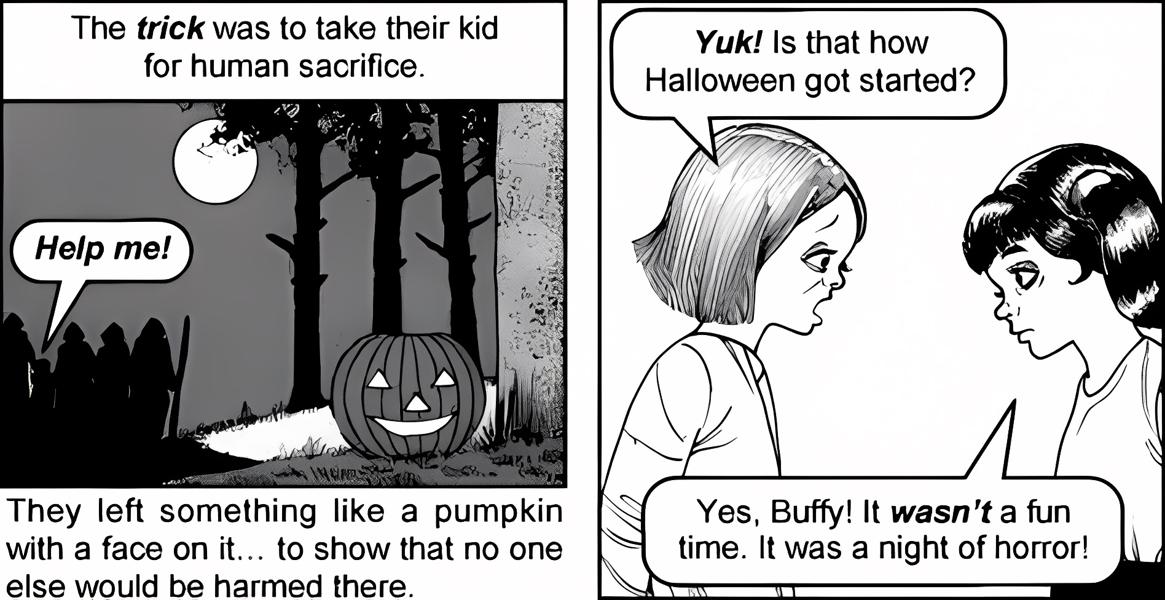 The trick was to take their kid
for human sacrifice.
Help me!
They left something like a pumpkin
with a face on it... to show that no one
else would be harmed there.
Yuk! Is that how
Halloween got started?
Yes, Buffy! It wasn't a fun
time. It was a night of horror!